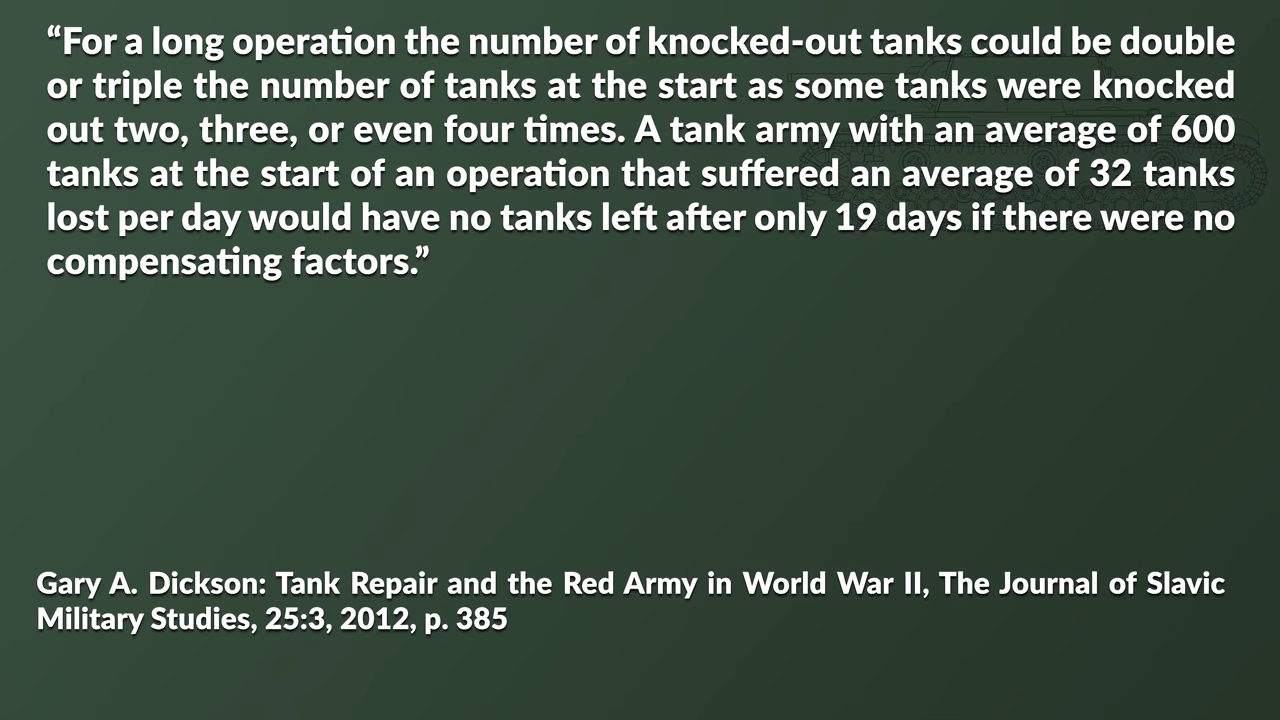 “For a long operation the number of knocked-out tanks could be double
or triple the number of tanks at the start as some tanks were knocked
out two, three, or even four times. A tank army with an average of 600
tanks at the start of an operation that suffered an average of 32 tanks
lost per day would have no tanks left after only 19 days if there were no
compensating factors.”
Gary A. Dickson: Tank Repair and the Red Army in World War II, The Journal of Slavic
Military Studies, 25:3, 2012, p. 385